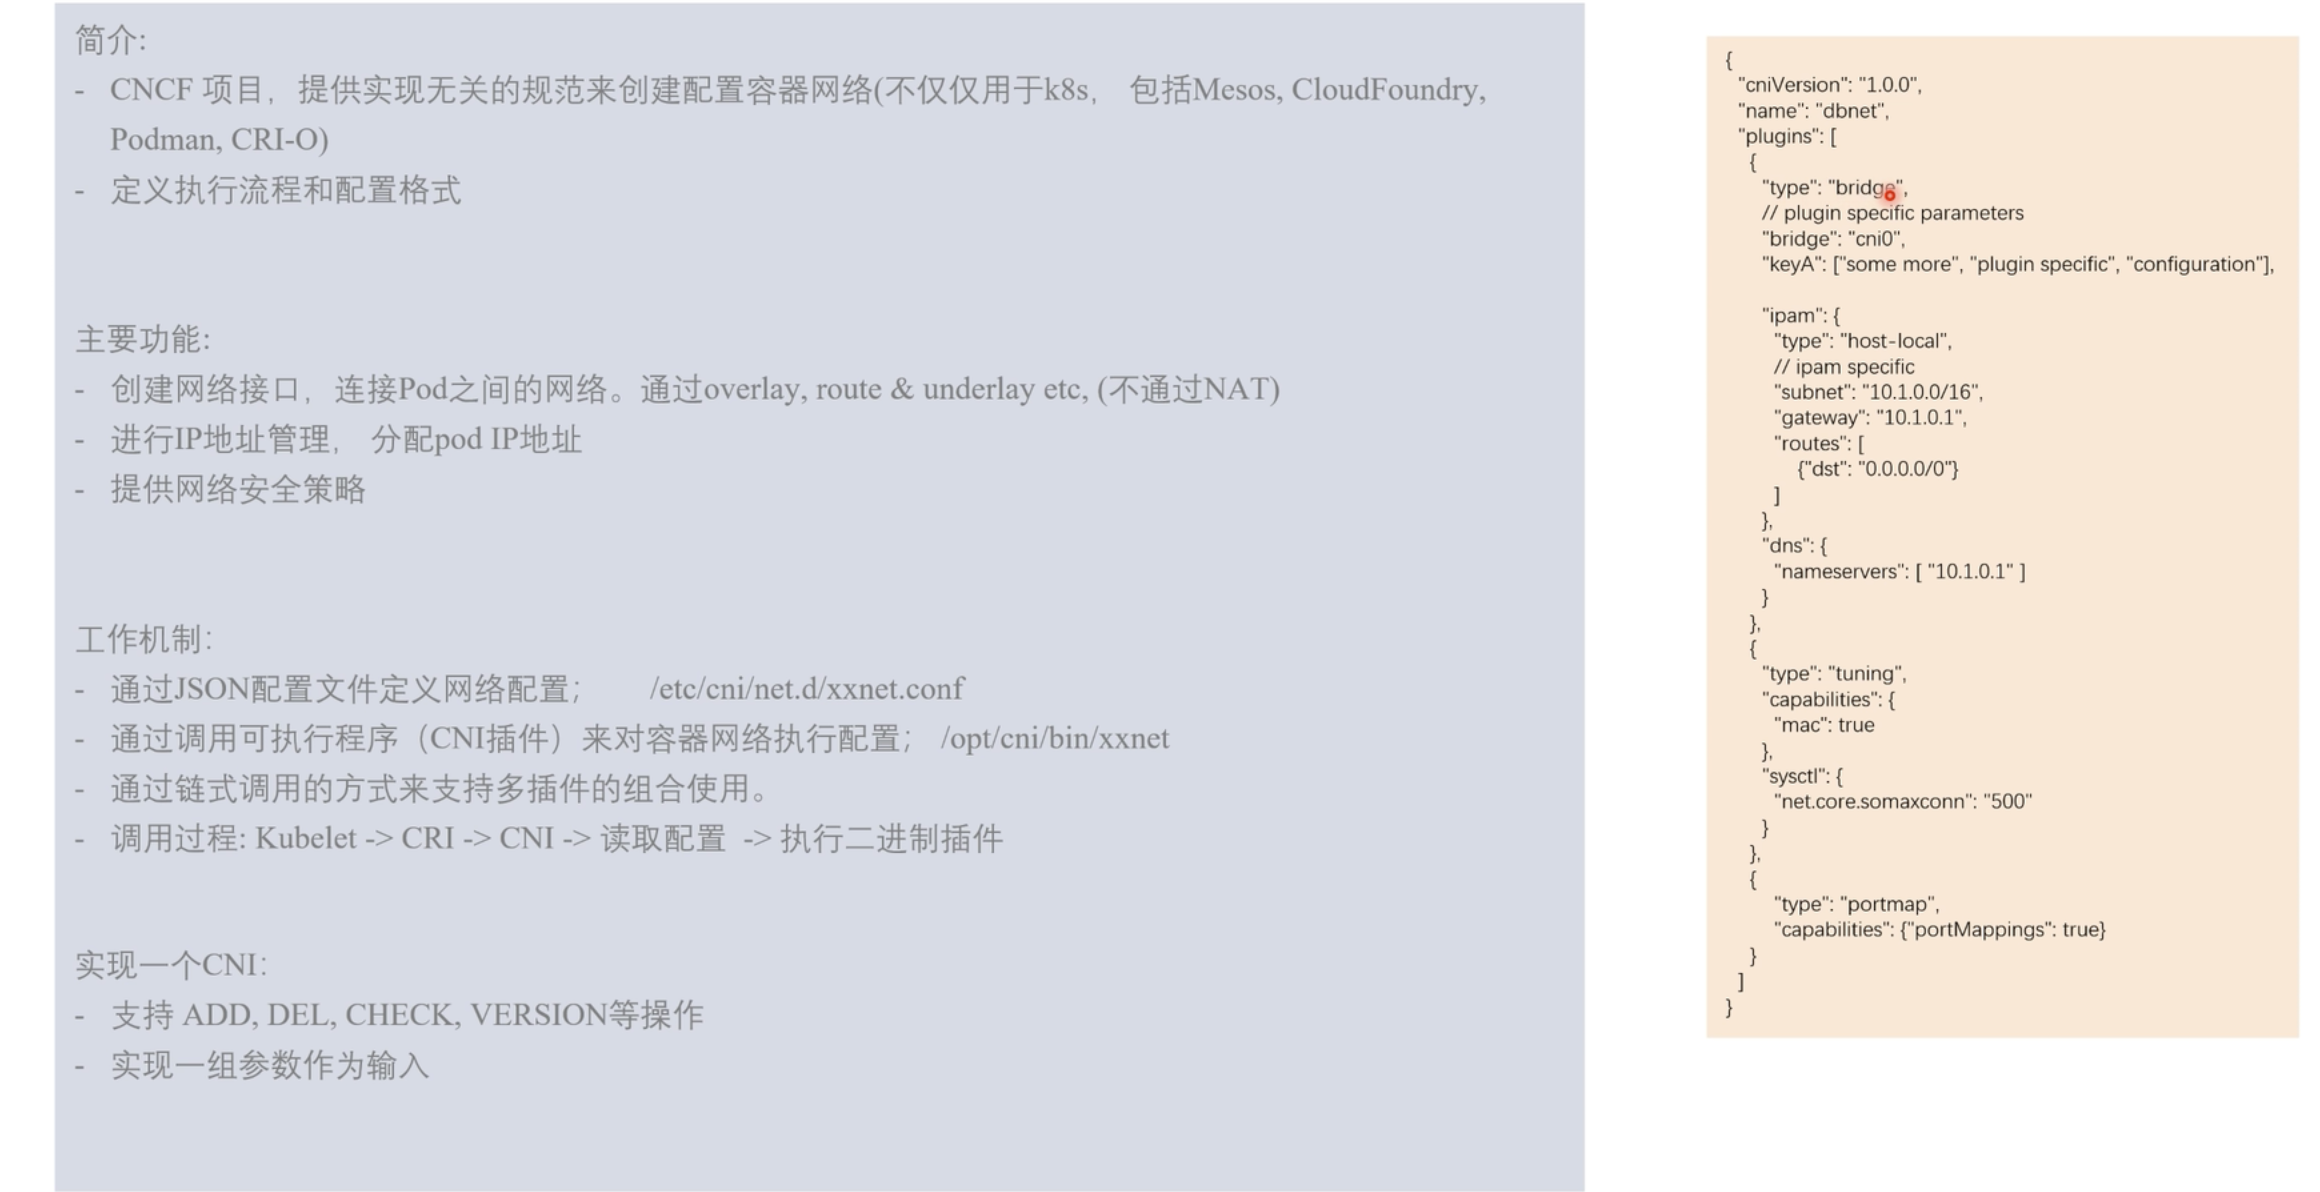 简介:
- CNCF 项目，提供实现无关的规范来创建配置容器网络(不仅仅用于k8s， 包括Mesos, CloudFoundry,
Podman, CRI-O)
- 定义执行流程和配置格式
主要功能:
- 创建网络接口，连接Pod之间的网络。通过overlay, route & underlay etc, (不通过NAT)
- 进行IP地址管理， 分配pod IP地址
- 提供网络安全策略
工作机制：
- 通过JSON配置文件定义网络配置； /etc/cni/net.d/xxnet.conf
- 通过调用可执行程序（CNI插件）来对容器网络执行配置； /opt/cni/bin/xxnet
- 通过链式调用的方式来支持多插件的组合使用。
- 调用过程: Kubelet -> CRI -> CNI -> 读取配置 -> 执行二进制插件
实现一个CNI：
- 支持 ADD, DEL, CHECK, VERSION等操作
- 实现一组参数作为输入
{
"cniVersion": "1.0.0",
"name": "dbnet",
"plugins": [
{
"type": "bridge",
// plugin specific parameters
"bridge": "cni0",
"keyA": ["some more", "plugin specific", "configuration"],
"ipam": {
"type": "host-local",
// ipam specific
"subnet": "10.1.0.0/16",
"gateway": "10.1.0.1",
"routes": [
{"dst": "0.0.0.0/0"}
]
},
"dns": {
"nameservers": [ "10.1.0.1" ]
}
},
{
"type": "tuning",
"capabilities": {
"mac": true
},
"sysctl": {
"net.core.somaxconn": "500"
}
},
{
"type": "portmap",
"capabilities": {"portMappings": true}
}
]
}